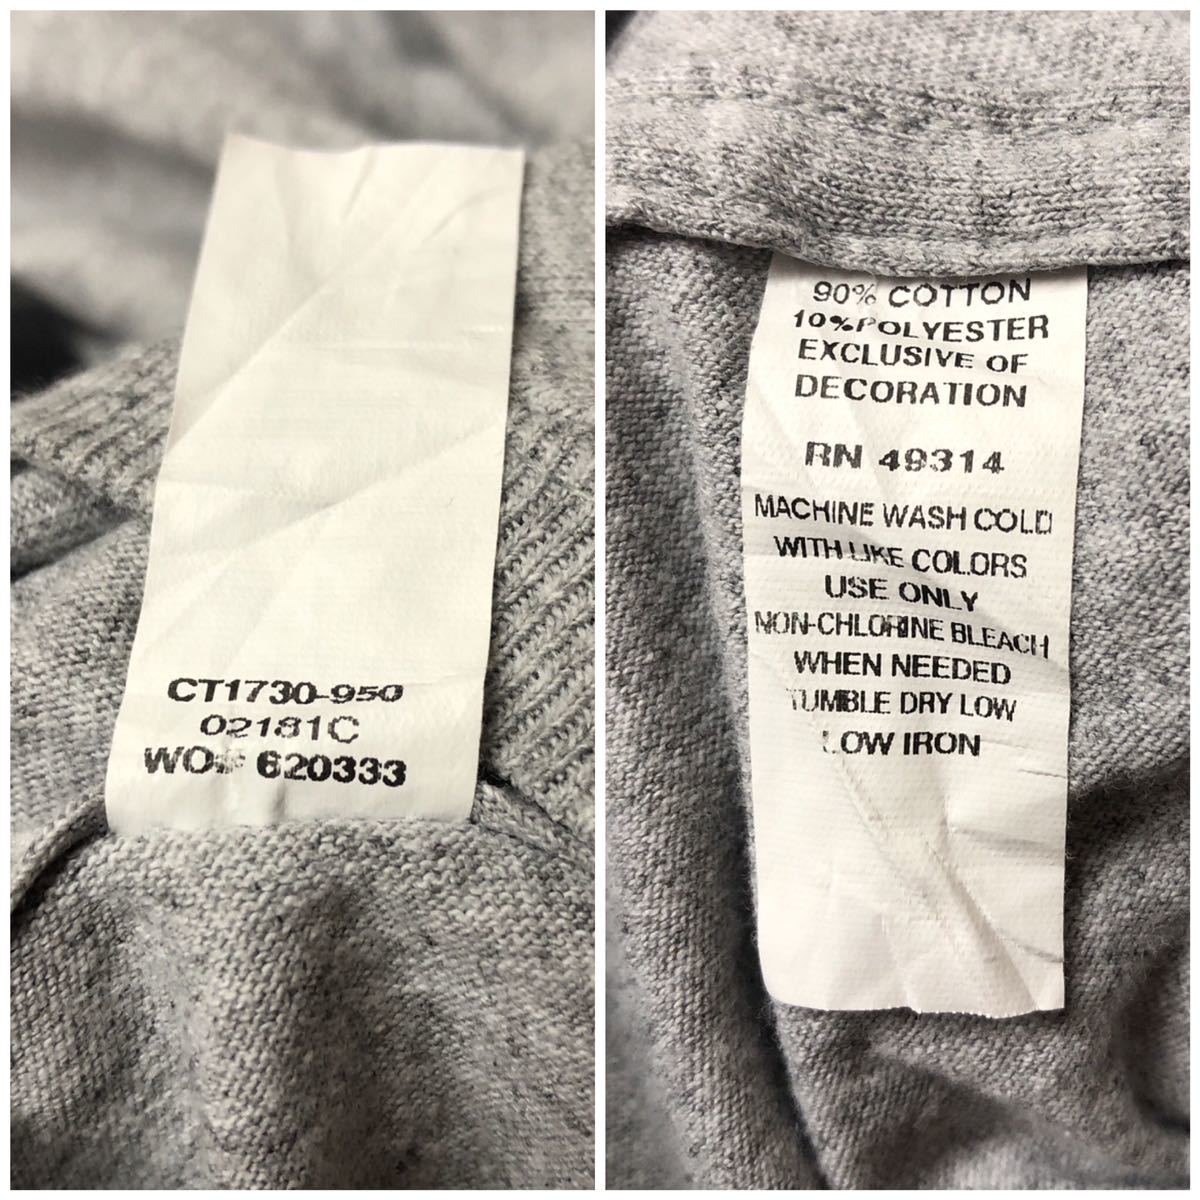 CT1730-950
02181C
WO# 620333
90% COTTON
10%POLYESTER
EXCLUSIVE OF
DECORATION
RN 49314
MACHINE WASH COLD
WITH LIKE COLORS
USE ONLY
NON-CHLORINE BLEACH
WHEN NEEDED
TUMBLE DRY LOW
LOW IRON